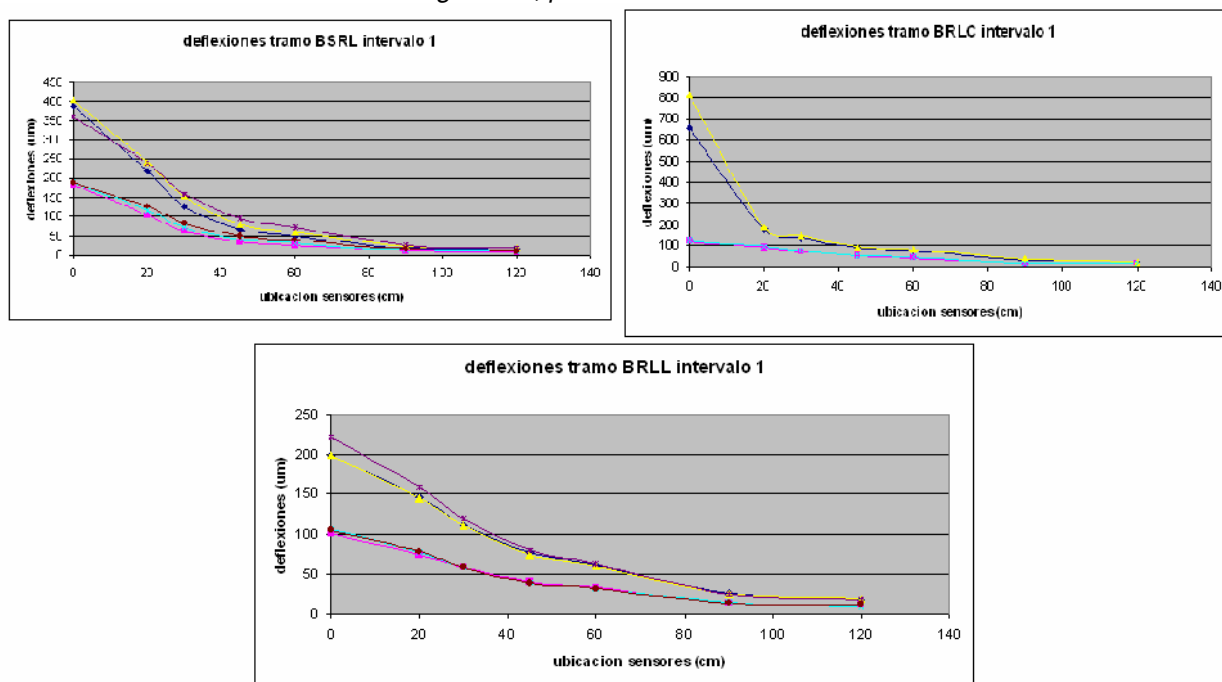 deflexiones tramo BSRL intervalo 1
450
400
350
300
250
200
150
100
50
0
deflexiones (um)
0 20 40 60 80 100 120 140
ubicacion sensores (cm)
deflexiones tramo BRLC intervalo 1
900
800
700
600
500
400
300
200
100
0
deflexiones (um)
0 20 40 60 80 100 120 140
ubicacion sensores (cm)
deflexiones tramo BRLL intervalo 1
250
200
150
100
50
0
deflexiones (um)
0 20 40 60 80 100 120 140
ubicacion sensores (cm)